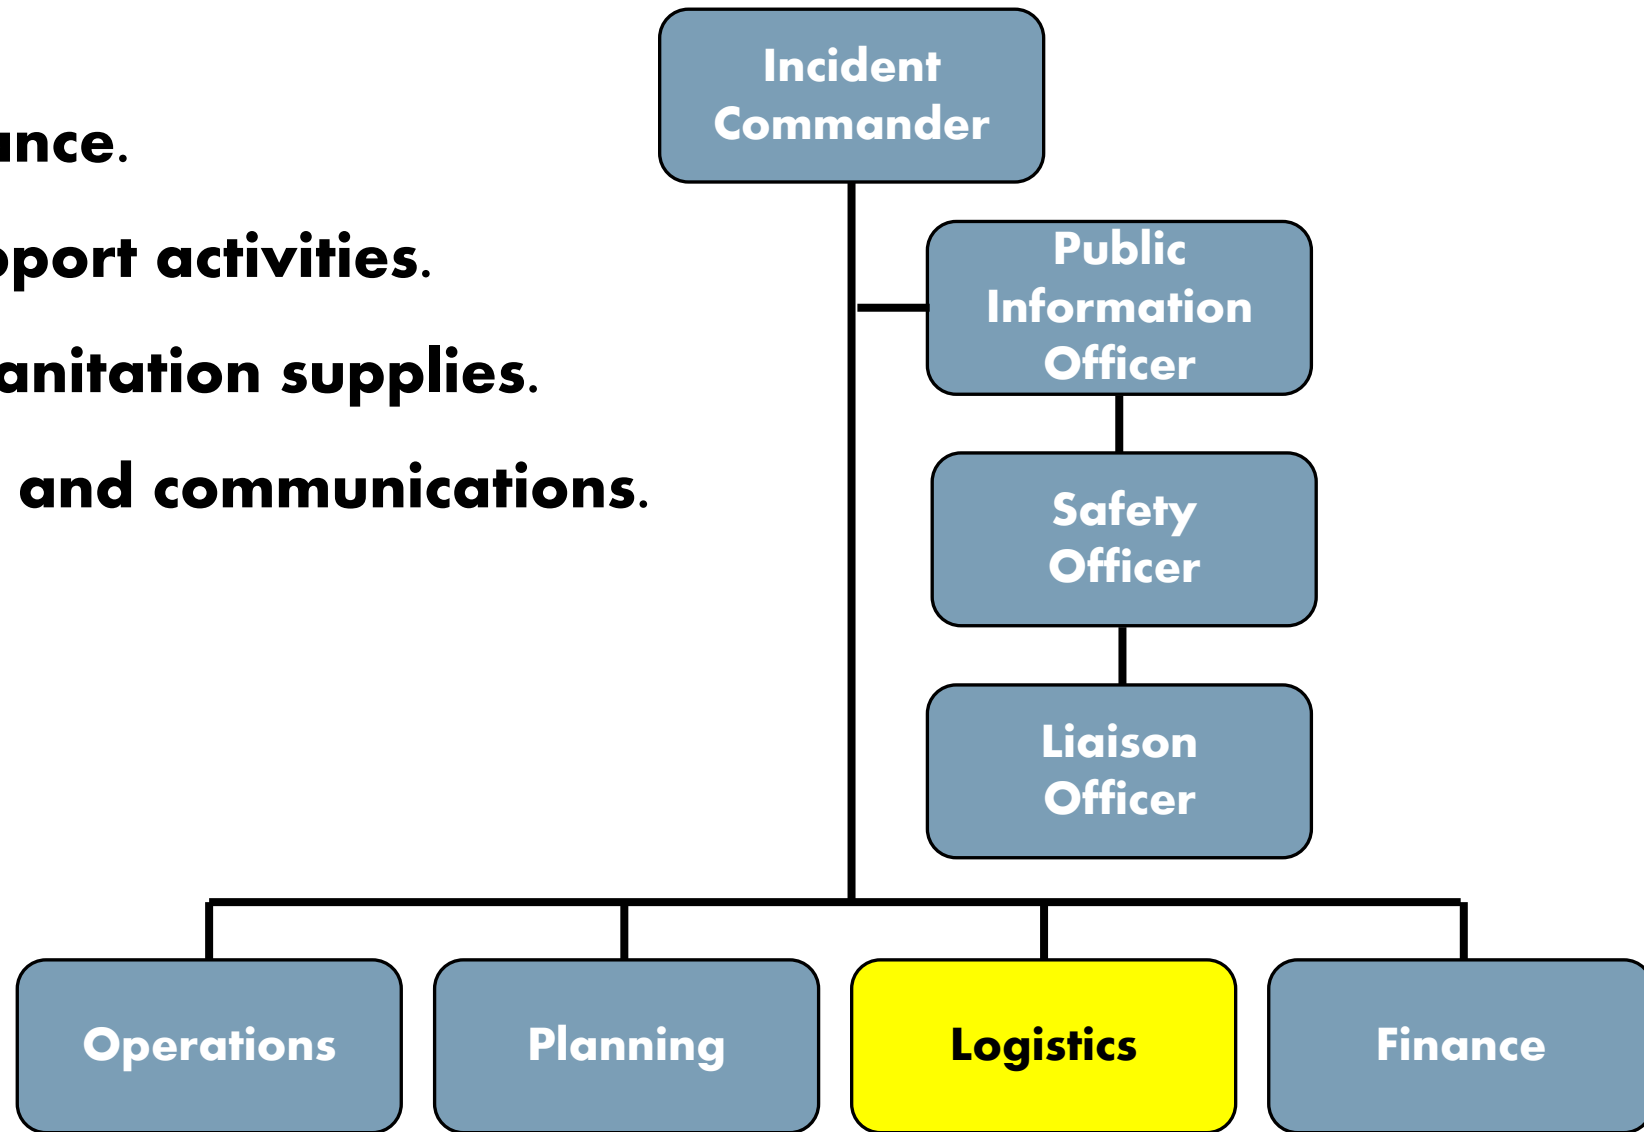 Incident
Commander
ance.
port activities.
anitation supplies.
and communications.
Public
Information
Officer
Safety
Officer
Liaison
Officer
Operations
Planning
Logistics
Finance